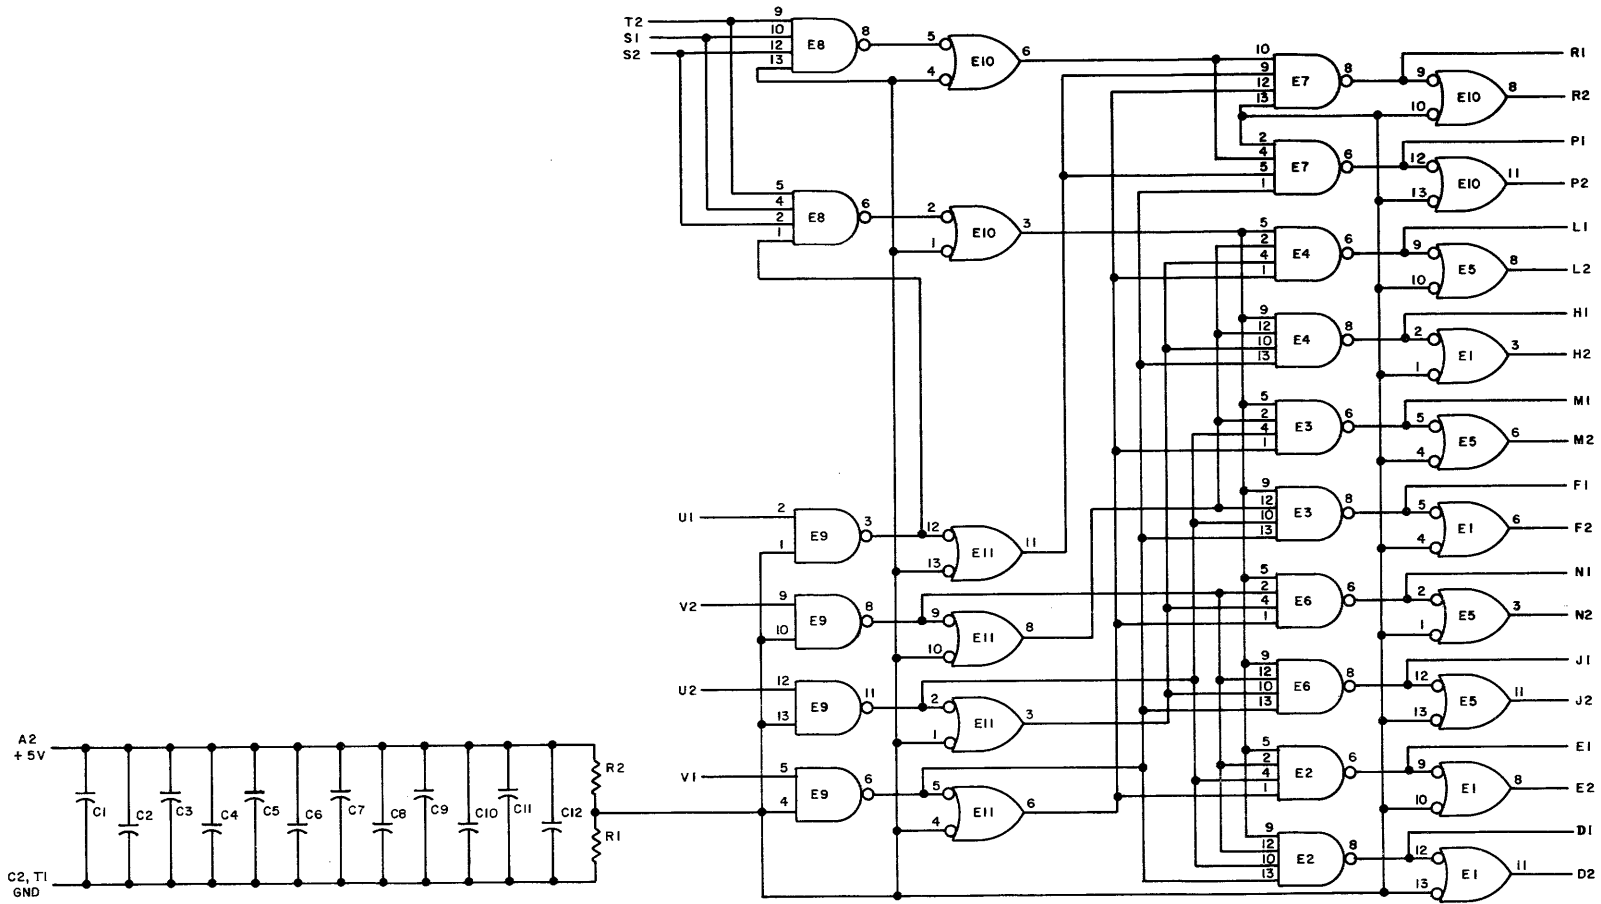 T2 9 8 5 6 10 8 R1
S1 10 E8 E10 9 E7 9 E10 8 R2
S2 12 4 12 10
13 13
2 6 P1
4 E7 12 E10 11 P2
5 13
1
5 6 2 3 5 6 L1
4 E8 E10 2 E4 9 E5 8 L2
2 1 4 10
1 1
9 8 H1
12 E4 2 E1 3 H2
10 1
13
5 6 M1
2 E3 5 E5 6 M2
4 4
1
9 8 F1
U1 2 E9 3 12 E11 11 12 E3 5 E1 6 F2
1 13 10 4
13
5 6 N1
V2 9 E9 8 9 E11 8 2 E6 2 E5 3 N2
10 10 4 1
1
9 8 J1
U2 12 E9 11 2 E11 3 12 E6 12 E5 11 J2
13 1 10 13
13
5 6 E1
V1 5 E9 6 5 E11 6 2 E2 9 E1 8 E2
4 4 4 10
1
9 8 D1
12 E2 12 E1 11 D2
10 13
13
A2
+ 5V
R2
C1 C2 C3 C4 C5 C6 C7 C8 C9 C10 C11 C12
R1
C2, T1
GND